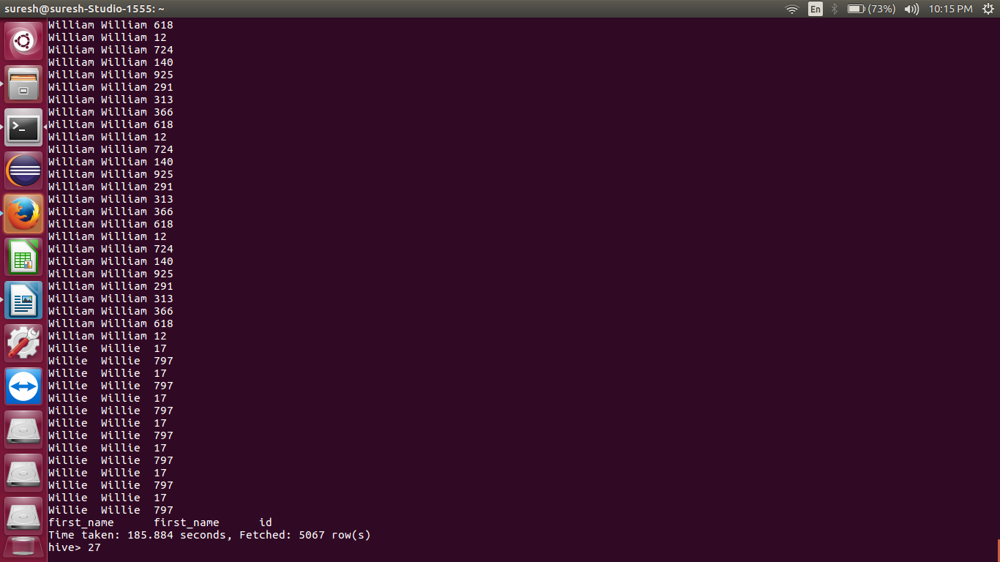 suresh@suresh-Studio-1555: ~
En (73%) 10:15 PM
William William 618
William William 12
William William 724
William William 140
William William 925
William William 291
William William 313
William William 366
William William 618
William William 12
William William 724
William William 140
William William 925
William William 291
William William 313
William William 366
William William 618
William William 12
William William 724
William William 140
William William 925
William William 291
William William 313
William William 366
William William 618
William William 12
Willie  Willie  17
Willie  Willie  797
Willie  Willie  17
Willie  Willie  797
Willie  Willie  17
Willie  Willie  797
Willie  Willie  17
Willie  Willie  797
Willie  Willie  17
Willie  Willie  797
Willie  Willie  17
Willie  Willie  797
Willie  Willie  17
Willie  Willie  797
first_name      first_name      id
Time taken: 185.884 seconds, Fetched: 5067 row(s)
hive> 27